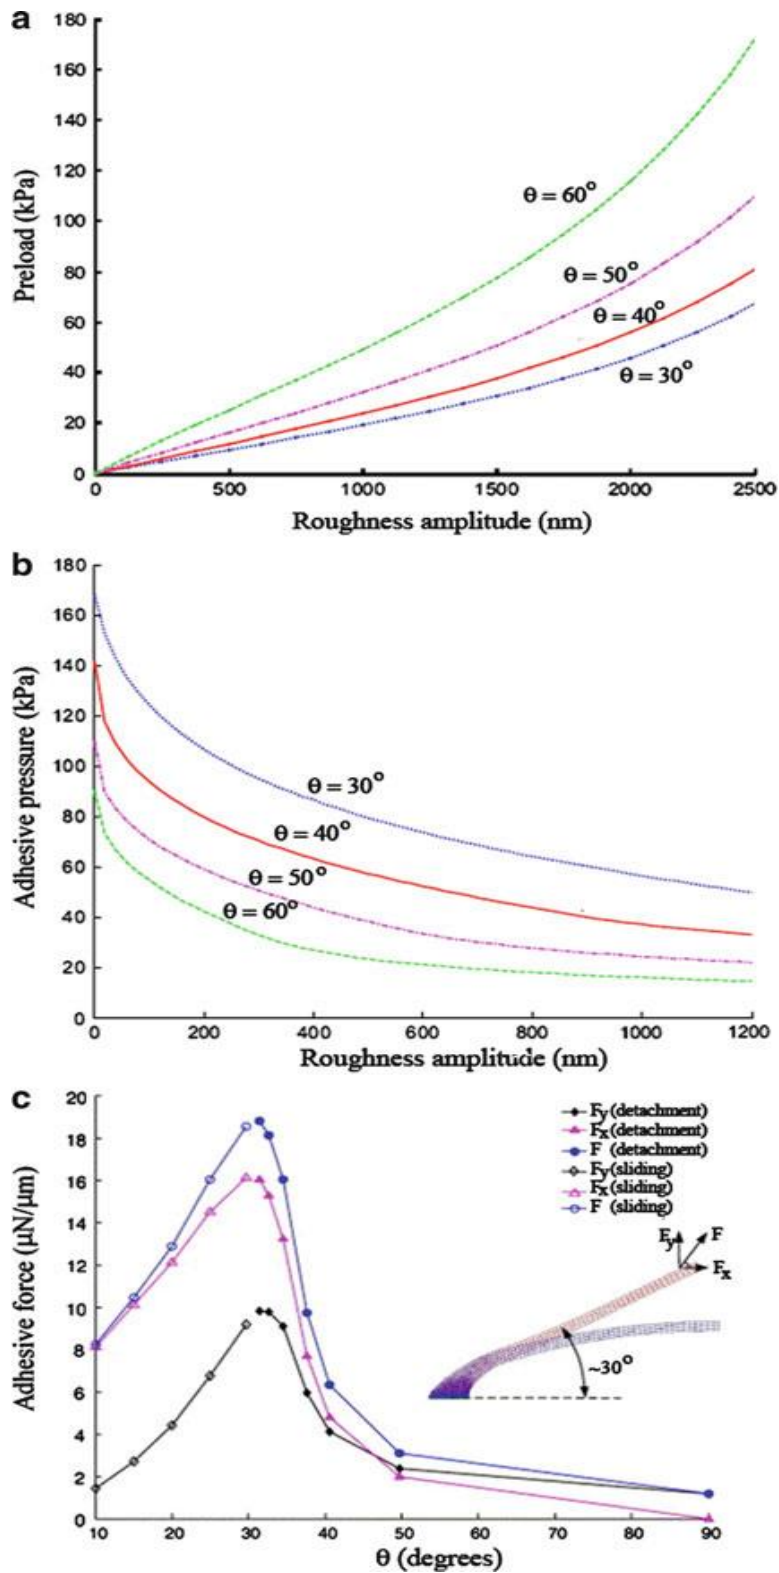 a
180
160
140
120
100
80
60
40
20
0
Preload (kPa)
θ = 60°
θ = 50°
θ = 40°
θ = 30°
0 500 1000 1500 2000 2500
Roughness amplitude (nm)
b
180
160
140
120
100
80
60
40
20
0
Adhesive pressure (kPa)
θ = 30°
θ = 40°
θ = 50°
θ = 60°
0 200 400 600 800 1000 1200
Roughness amplitude (nm)
c
20
18
16
14
12
10
8
6
4
2
0
Adhesive force (μN/μm)
Fy (detachment)
Fx (detachment)
F (detachment)
Fy (sliding)
Fx (sliding)
F (sliding)
Fy F
Fx
~30°
10 20 30 40 50 60 70 80 90
θ (degrees)